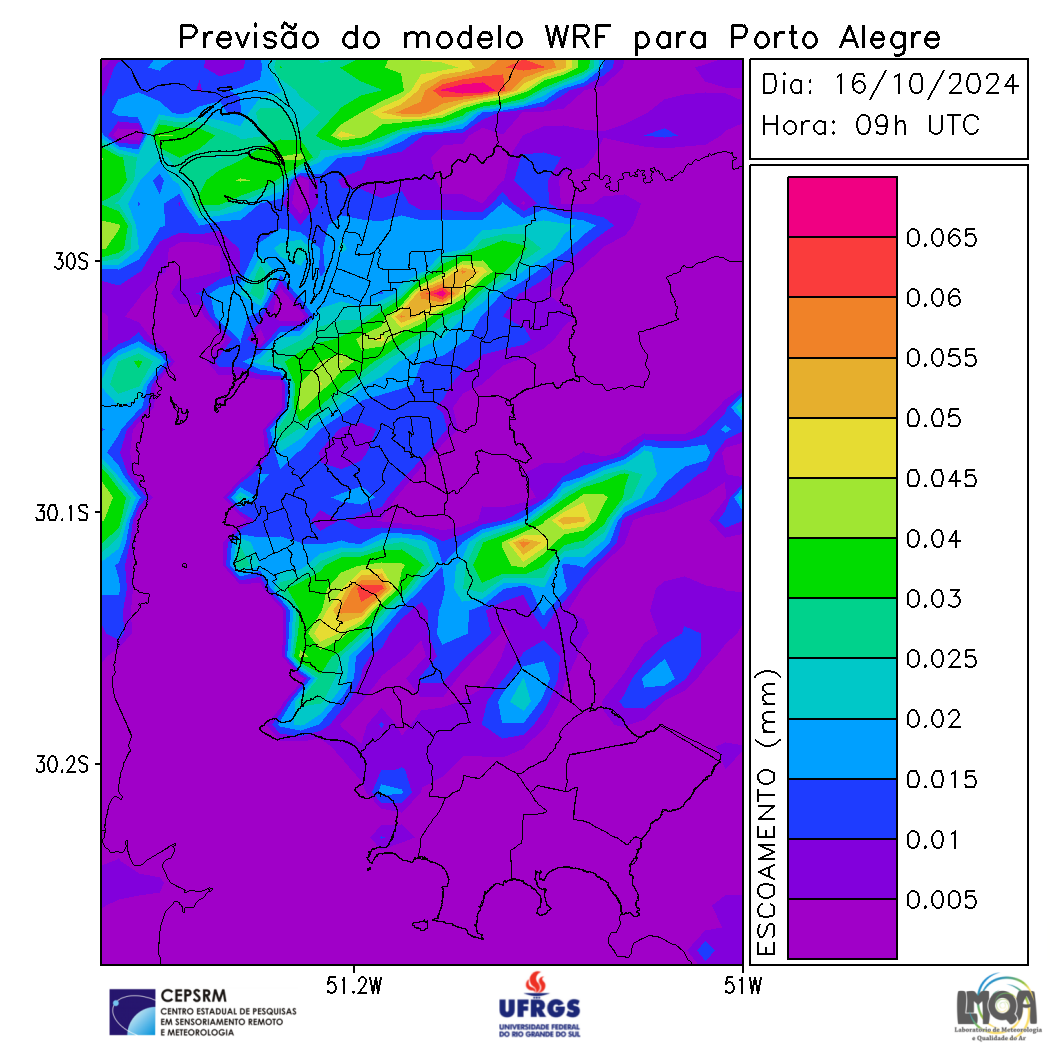 Previsão do modelo WRF para Porto Alegre
Dia: 16/10/2024
Hora: 09h UTC
0.065
0.06
0.055
0.05
0.045
0.04
0.03
0.025
0.02
0.015
0.01
0.005
ESCOAMENTO (mm)
30S
30.1S
30.2S
51.2W
51W
CEPSRM
CENTRO ESTADUAL DE PESQUISAS
EM SENSORIAMENTO REMOTO
E METEOROLOGIA
UFRGS
UNIVERSIDADE FEDERAL
DO RIO GRANDE DO SUL
LMQA
Laboratório de Meteorologia
e Qualidade do Ar